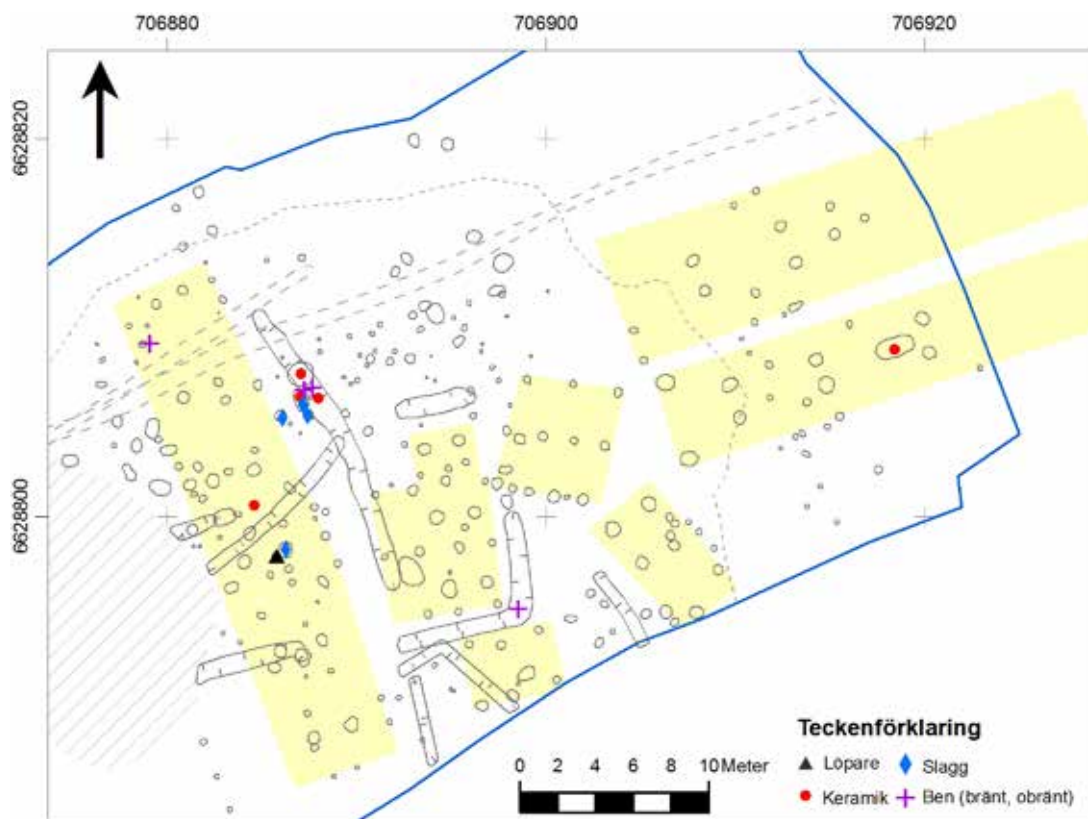 706880 706900 706920
6628820
6628800
Teckenförklaring
Löpare Slagg
Keramik Ben (bränt, obränt)
0 2 4 6 8 10 Meter